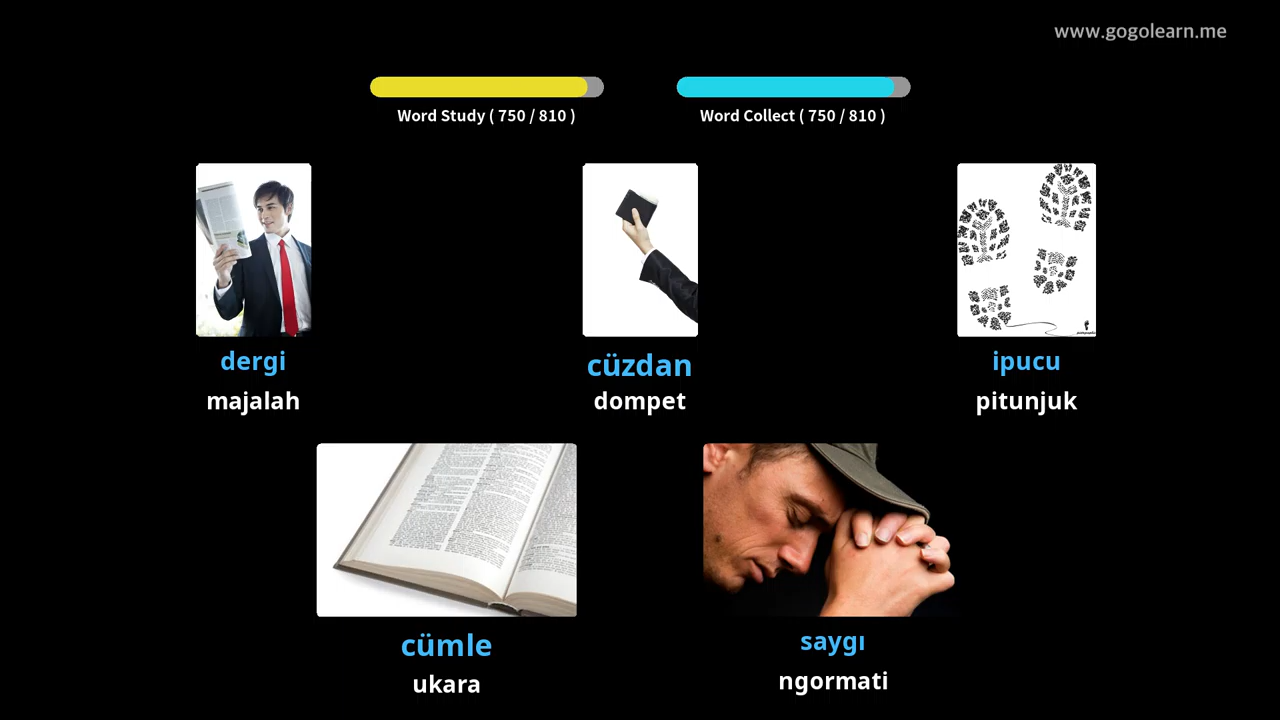 www.gogolearn.me
Word Study ( 750 / 810 )
Word Collect ( 750 / 810 )
dergi
majalah
cüzdan
dompet
ipucu
pitunjuk
cümle
ukara
saygı
ngormati